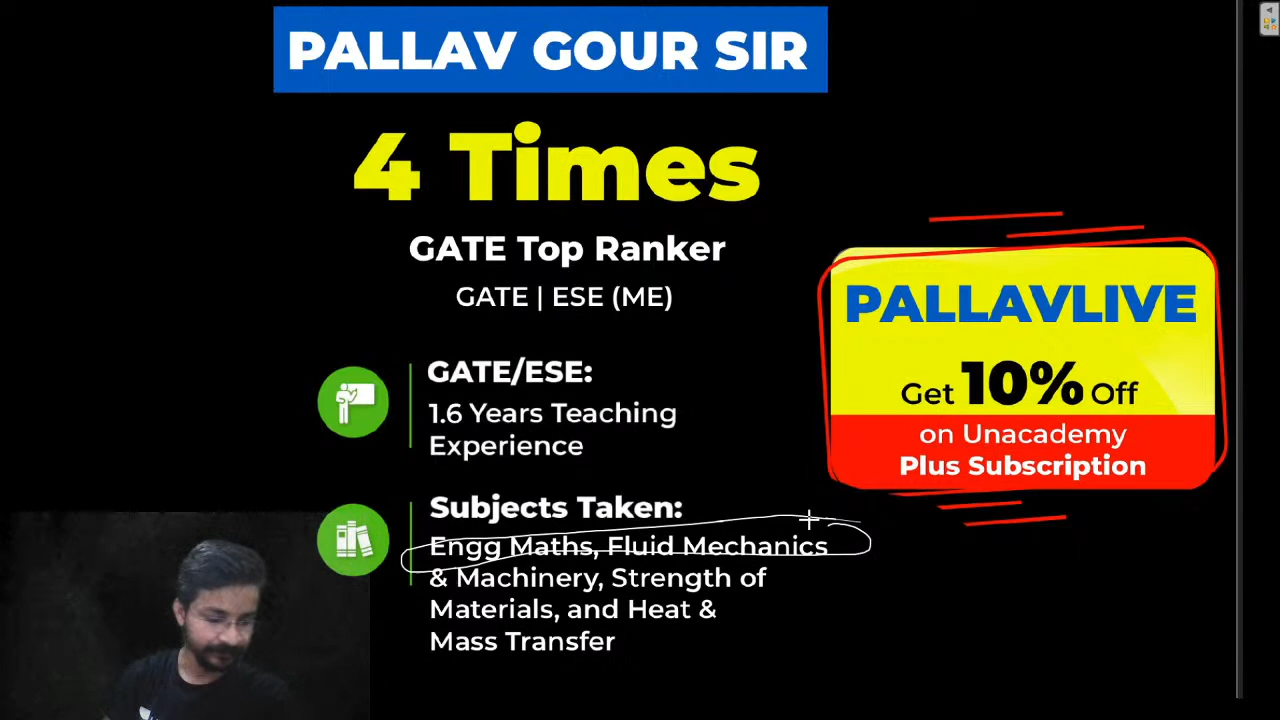 PALLAV GOUR SIR
4 Times
GATE Top Ranker
GATE | ESE (ME)
GATE/ESE:
1.6 Years Teaching
Experience
Subjects Taken:
Engg Maths, Fluid Mechanics
& Machinery, Strength of
Materials, and Heat &
Mass Transfer
PALLAVLIVE
Get 10% Off
on Unacademy
Plus Subscription